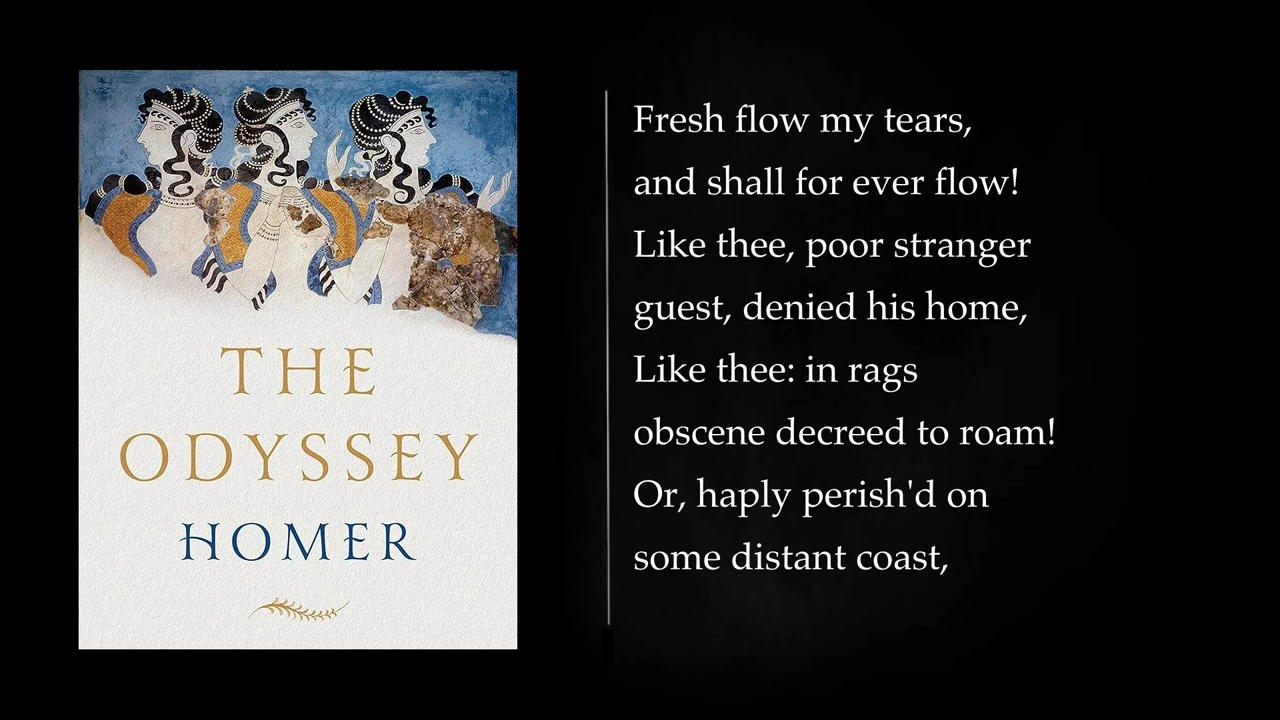 THE
ODYSSEY
HOMER
Fresh flow my tears,
and shall for ever flow!
Like thee, poor stranger
guest, denied his home,
Like thee: in rags
obscene decreed to roam!
Or, haply perish'd on
some distant coast,